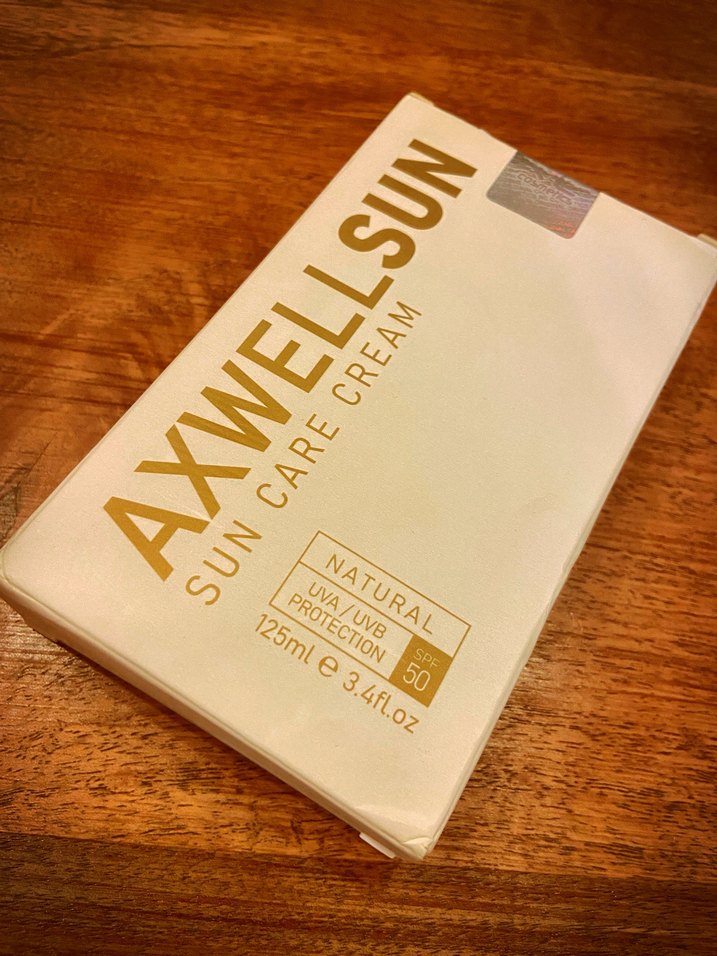 AXWELLSUN
SUN CARE CREAM
NATURAL
UVA / UVB
PROTECTION
SPF
50
125ml e 3.4fl.oz